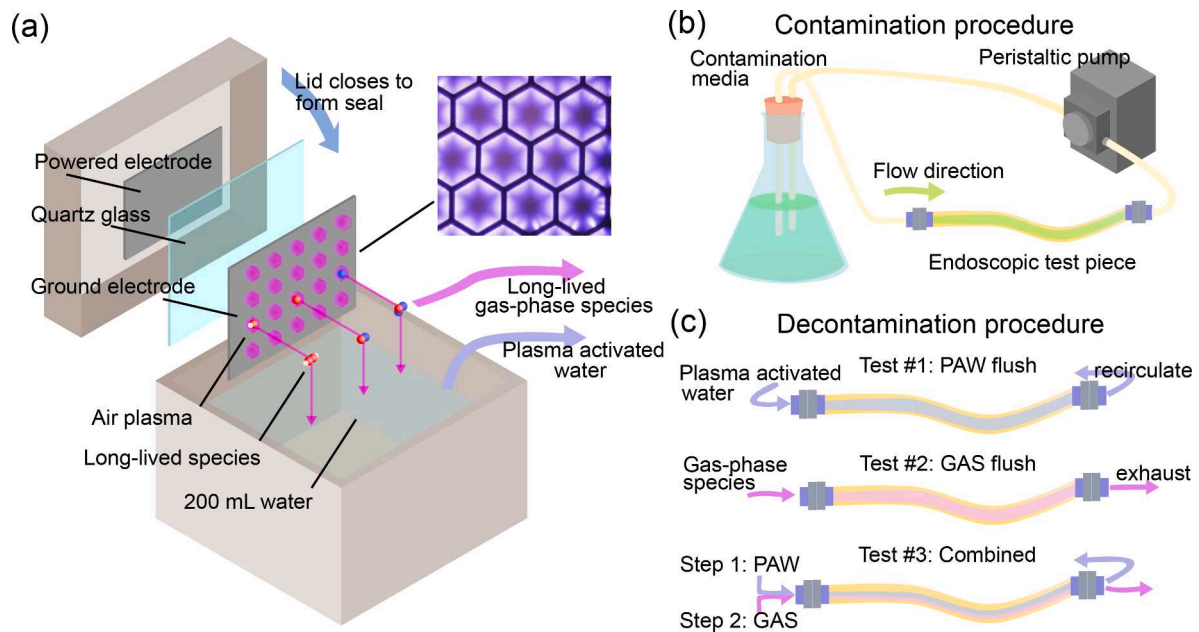 (a)
Lid closes to
form seal
Powered electrode
Quartz glass
Ground electrode
Long-lived
gas-phase species
Plasma activated
water
Air plasma
Long-lived species
200 mL water
(b)
Contamination procedure
Contamination
media
Peristaltic pump
Flow direction
Endoscopic test piece
(c)
Decontamination procedure
Test #1: PAW flush
Plasma activated
water
recirculate
Test #2: GAS flush
Gas-phase
species
exhaust
Test #3: Combined
Step 1: PAW
Step 2: GAS